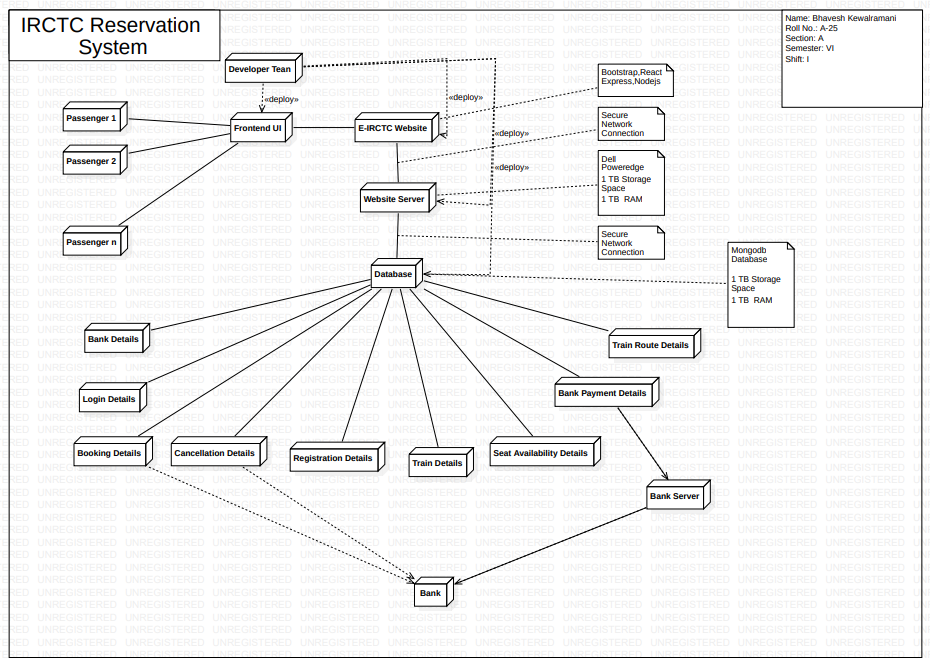 IRCTC Reservation
System
Name: Bhavesh Kewalramani
Roll No.: A-25
Section: A
Semester: VI
Shift: I
Developer Tean
«deploy»
«deploy»
«deploy»
«deploy»
Bootstrap,React
Express,Nodejs
Passenger 1
Frontend UI
E-IRCTC Website
Secure
Network
Connection
Passenger 2
Dell
Poweredge
1 TB Storage
Space
1 TB RAM
Website Server
Passenger n
Secure
Network
Connection
Mongodb
Database
1 TB Storage
Space
1 TB RAM
Database
Bank Details
Train Route Details
Login Details
Bank Payment Details
Booking Details
Cancellation Details
Registration Details
Train Details
Seat Availability Details
Bank Server
Bank
UNREGISTERED